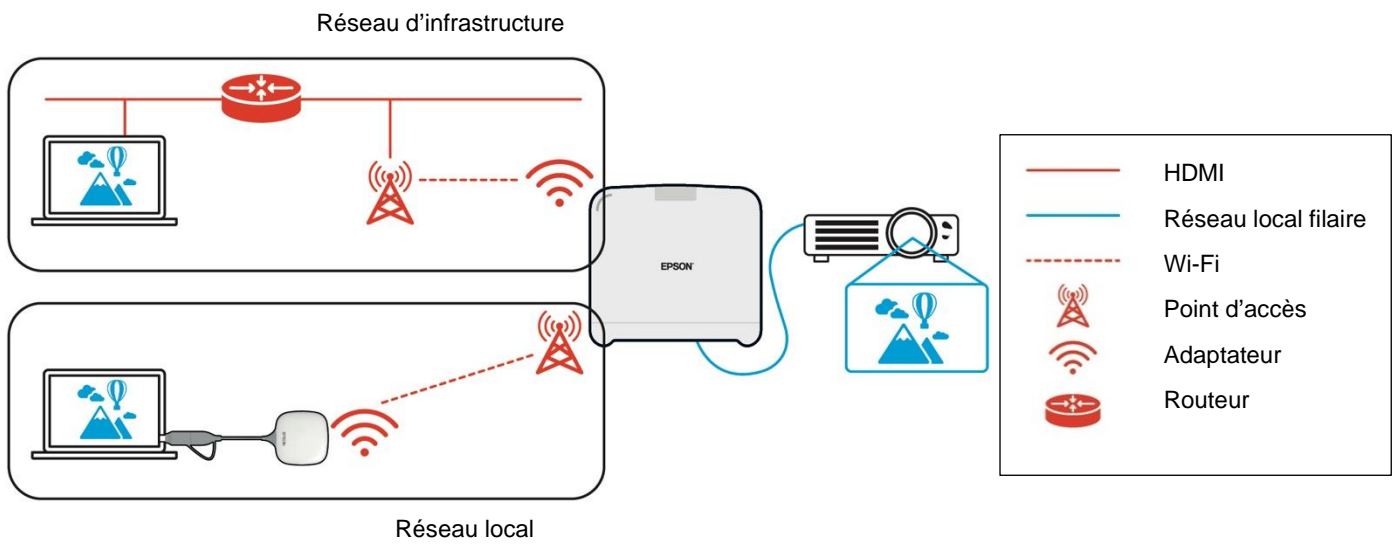 Réseau d’infrastructure
EPSON
HDMI
Réseau local filaire
Wi-Fi
Point d’accès
Adaptateur
Routeur
Réseau local